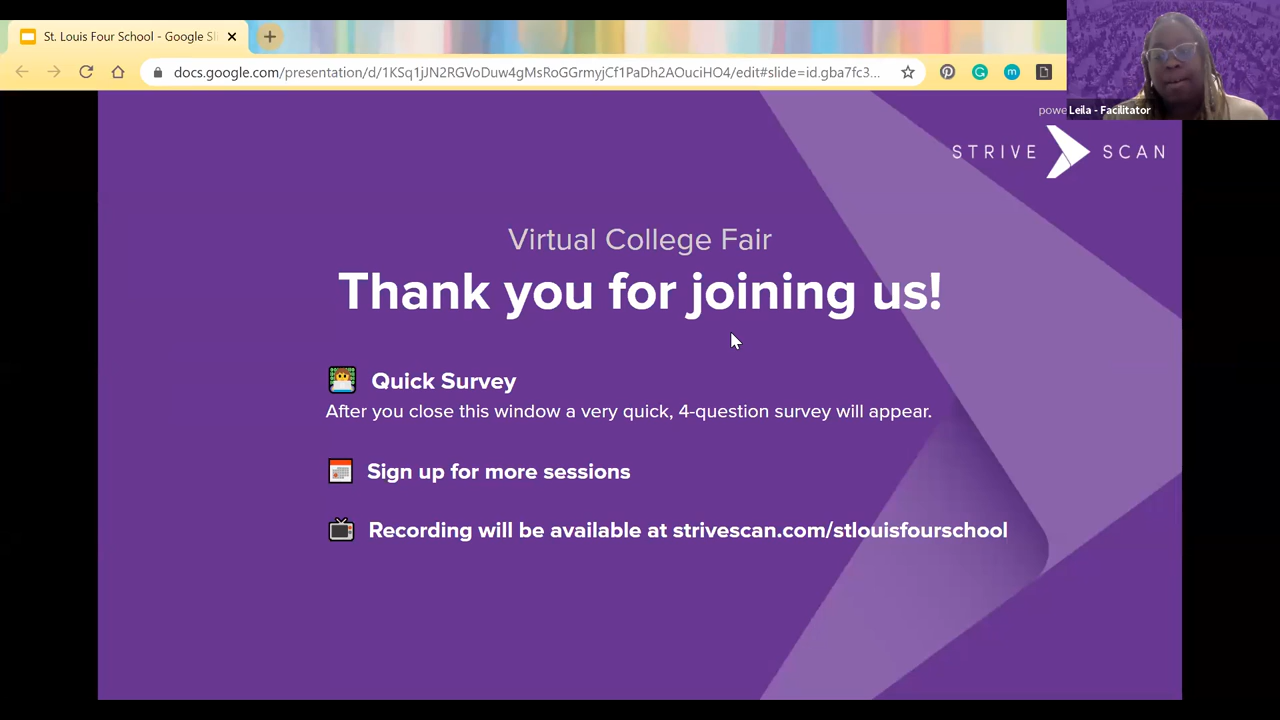 St. Louis Four School - Google Sli
docs.google.com/presentation/d/1KSq1jJN2RGVoDuw4gMsRoGGrmyjCf1PaDh2AOuciHO4/edit#slide=id.gba7fc3...
powe
Leila - Facilitator
STRIVE SCAN
Virtual College Fair
Thank you for joining us!
Quick Survey
After you close this window a very quick, 4-question survey will appear.
Sign up for more sessions
Recording will be available at strivescan.com/stlouisfourschool